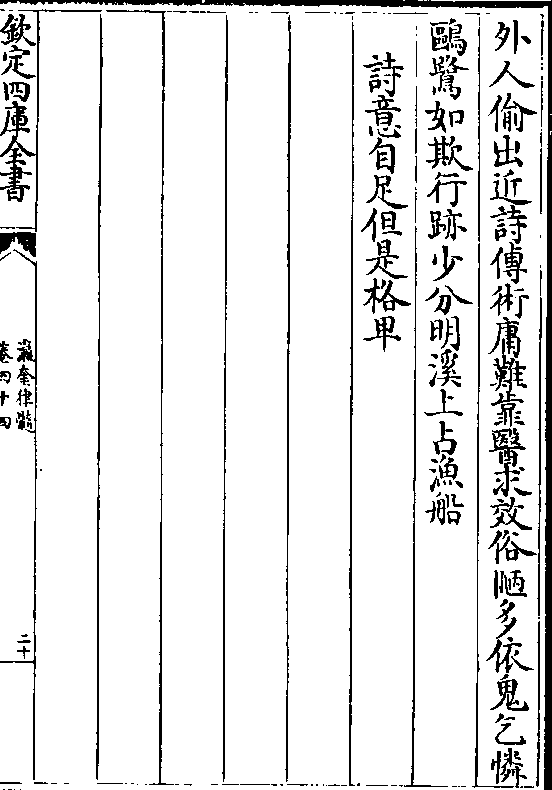 外人偷出近詩傳術庸難靠醫求效俗陋多依鬼乞憐
鷗鷺如欺行跡少分明溪上占漁船
詩意自足但是格卑
欽定四庫全書
瀛奎律髓
卷四十四
二十